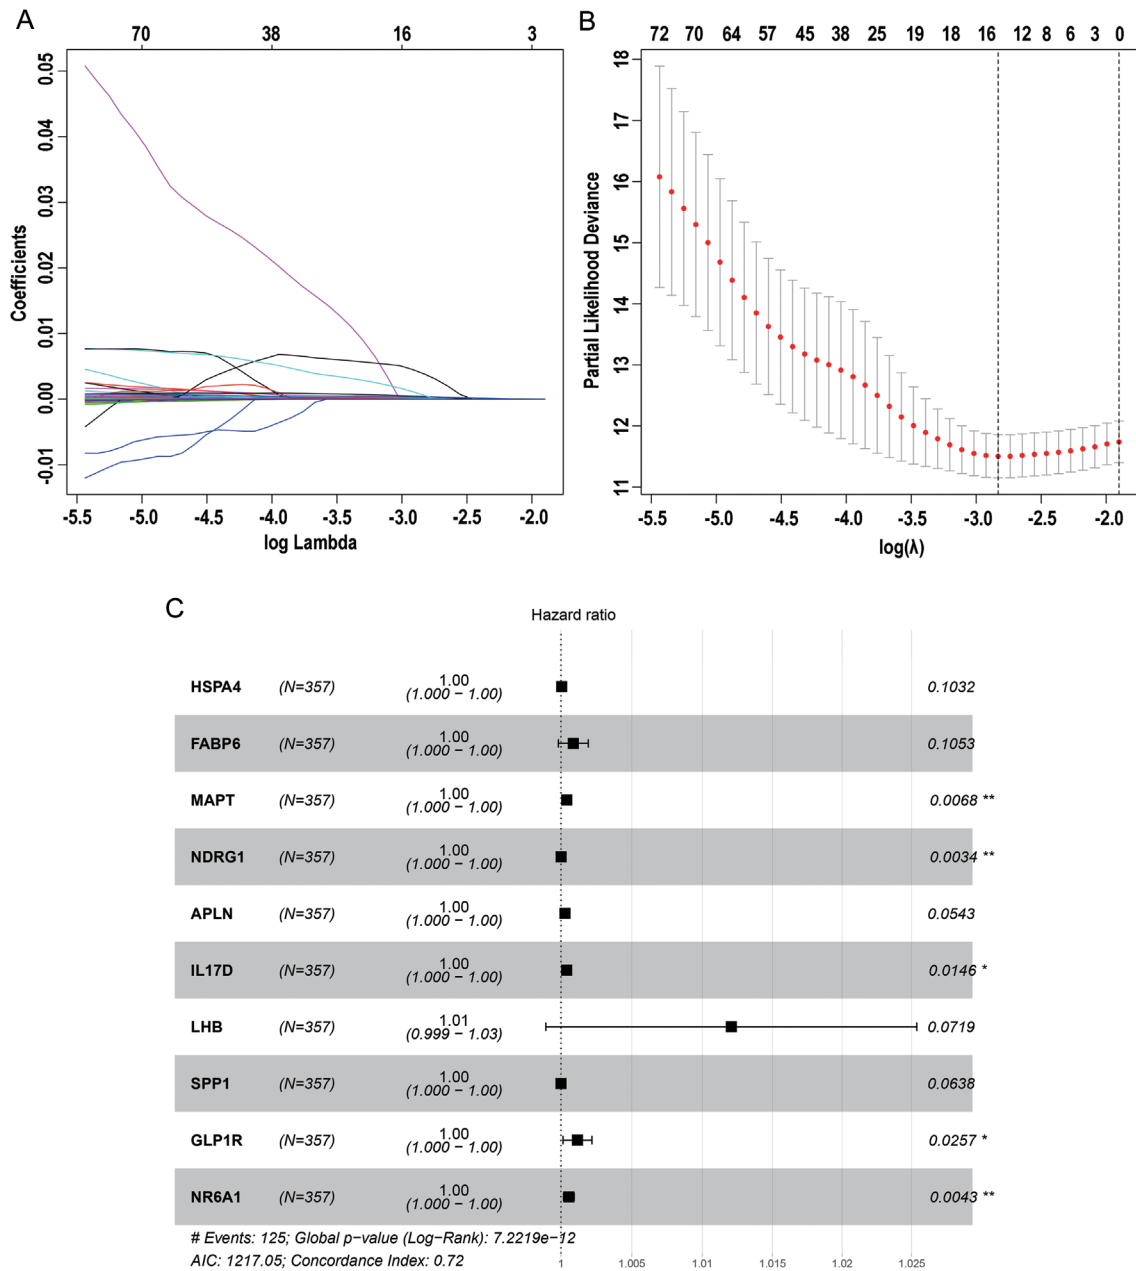 A
70 38 16 3
0.05
0.04
0.03
0.02
0.01
0.00
-0.01
Coefficients
-5.5 -5.0 -4.5 -4.0 -3.5 -3.0 -2.5 -2.0
log Lambda
B
72 70 64 57 45 38 25 19 18 16 12 8 6 3 0
18
17
16
15
14
13
12
11
Partial Likelihood Deviance
-5.5 -5.0 -4.5 -4.0 -3.5 -3.0 -2.5 -2.0
log(λ)
C
Hazard ratio
HSPA4 (N=357) 1.00 0.1032
(1.000 − 1.00)
FABP6 (N=357) 1.00 0.1053
(1.000 − 1.00)
MAPT (N=357) 1.00 0.0068 **
(1.000 − 1.00)
NDRG1 (N=357) 1.00 0.0034 **
(1.000 − 1.00)
APLN (N=357) 1.00 0.0543
(1.000 − 1.00)
IL17D (N=357) 1.00 0.0146 *
(1.000 − 1.00)
LHB (N=357) 1.01 0.0719
(0.999 − 1.03)
SPP1 (N=357) 1.00 0.0638
(1.000 − 1.00)
GLP1R (N=357) 1.00 0.0257 *
(1.000 − 1.00)
NR6A1 (N=357) 1.00 0.0043 **
(1.000 − 1.00)
# Events: 125; Global p−value (Log−Rank): 7.2219e−12
AIC: 1217.05; Concordance Index: 0.72
1 1.005 1.01 1.015 1.02 1.025